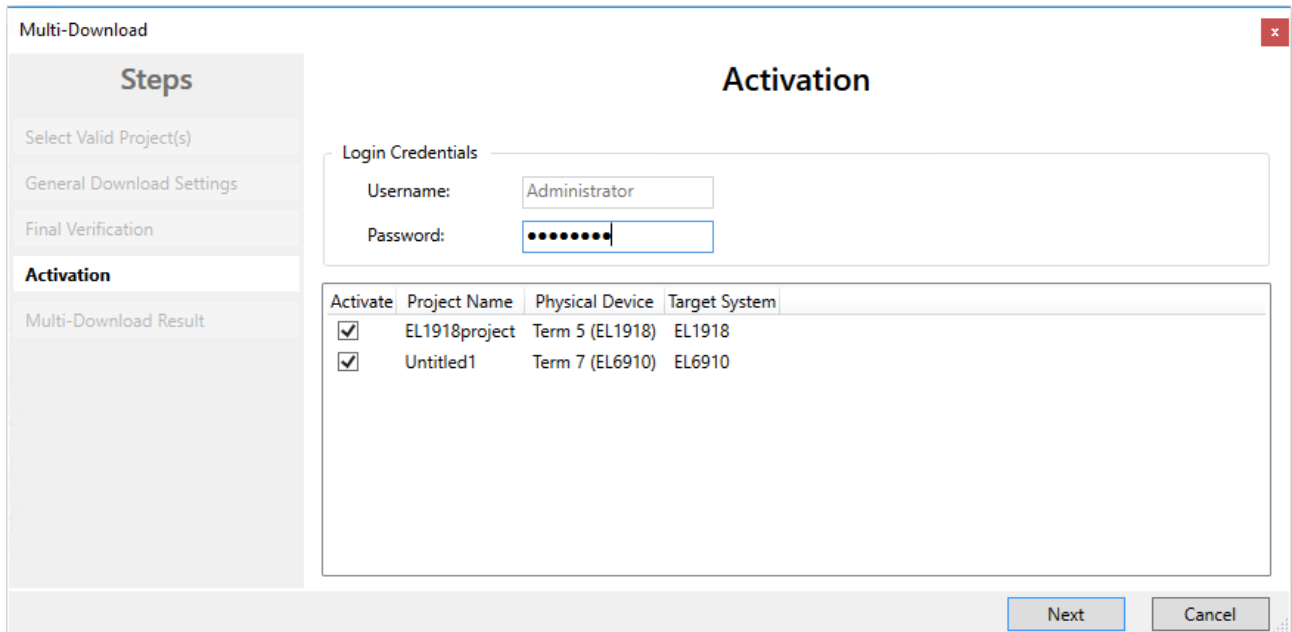 Multi-Download
x
Steps
Select Valid Project(s)
General Download Settings
Final Verification
Activation
Multi-Download Result
Activation
Login Credentials
Username: Administrator
Password: ●●●●●●●●
Activate Project Name Physical Device Target System
EL1918project Term 5 (EL1918) EL1918
Untitled1 Term 7 (EL6910) EL6910
Next Cancel